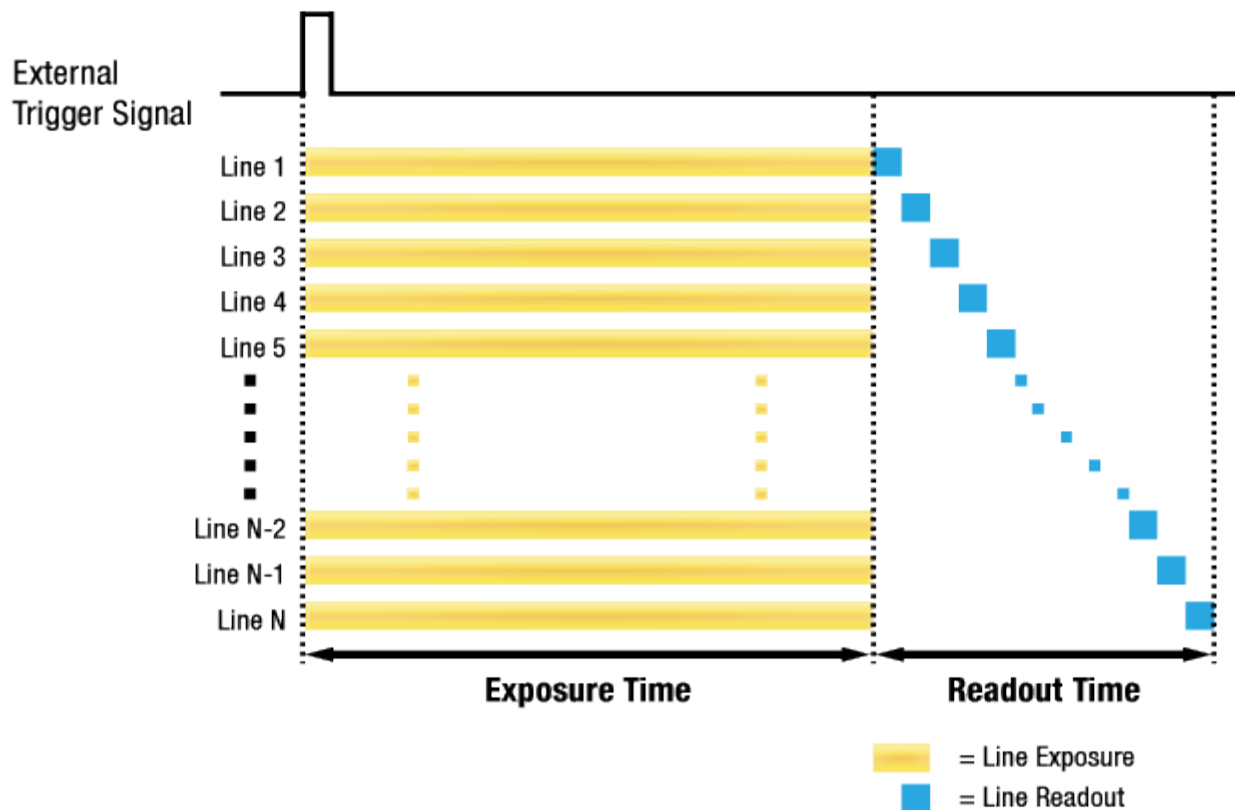 External
Trigger Signal
Line 1
Line 2
Line 3
Line 4
Line 5
Line N-2
Line N-1
Line N
Exposure Time
Readout Time
= Line Exposure
= Line Readout